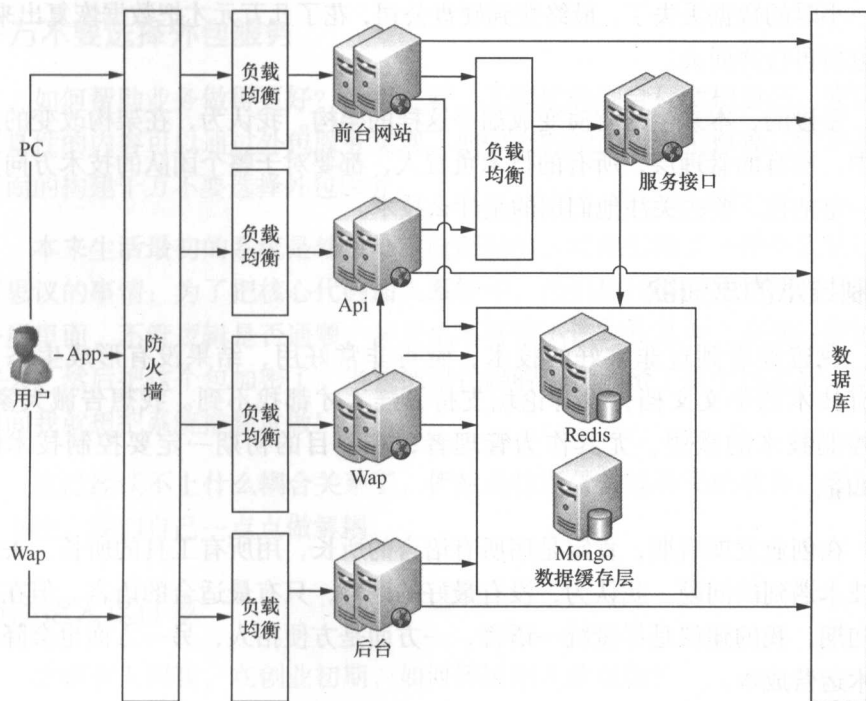 PC
App
Wap
用户
防火墙
负载
均衡
负载
均衡
负载
均衡
负载
均衡
前台网站
Api
Wap
后台
负载
均衡
服务接口
Redis
Mongo
数据缓存层
数据库